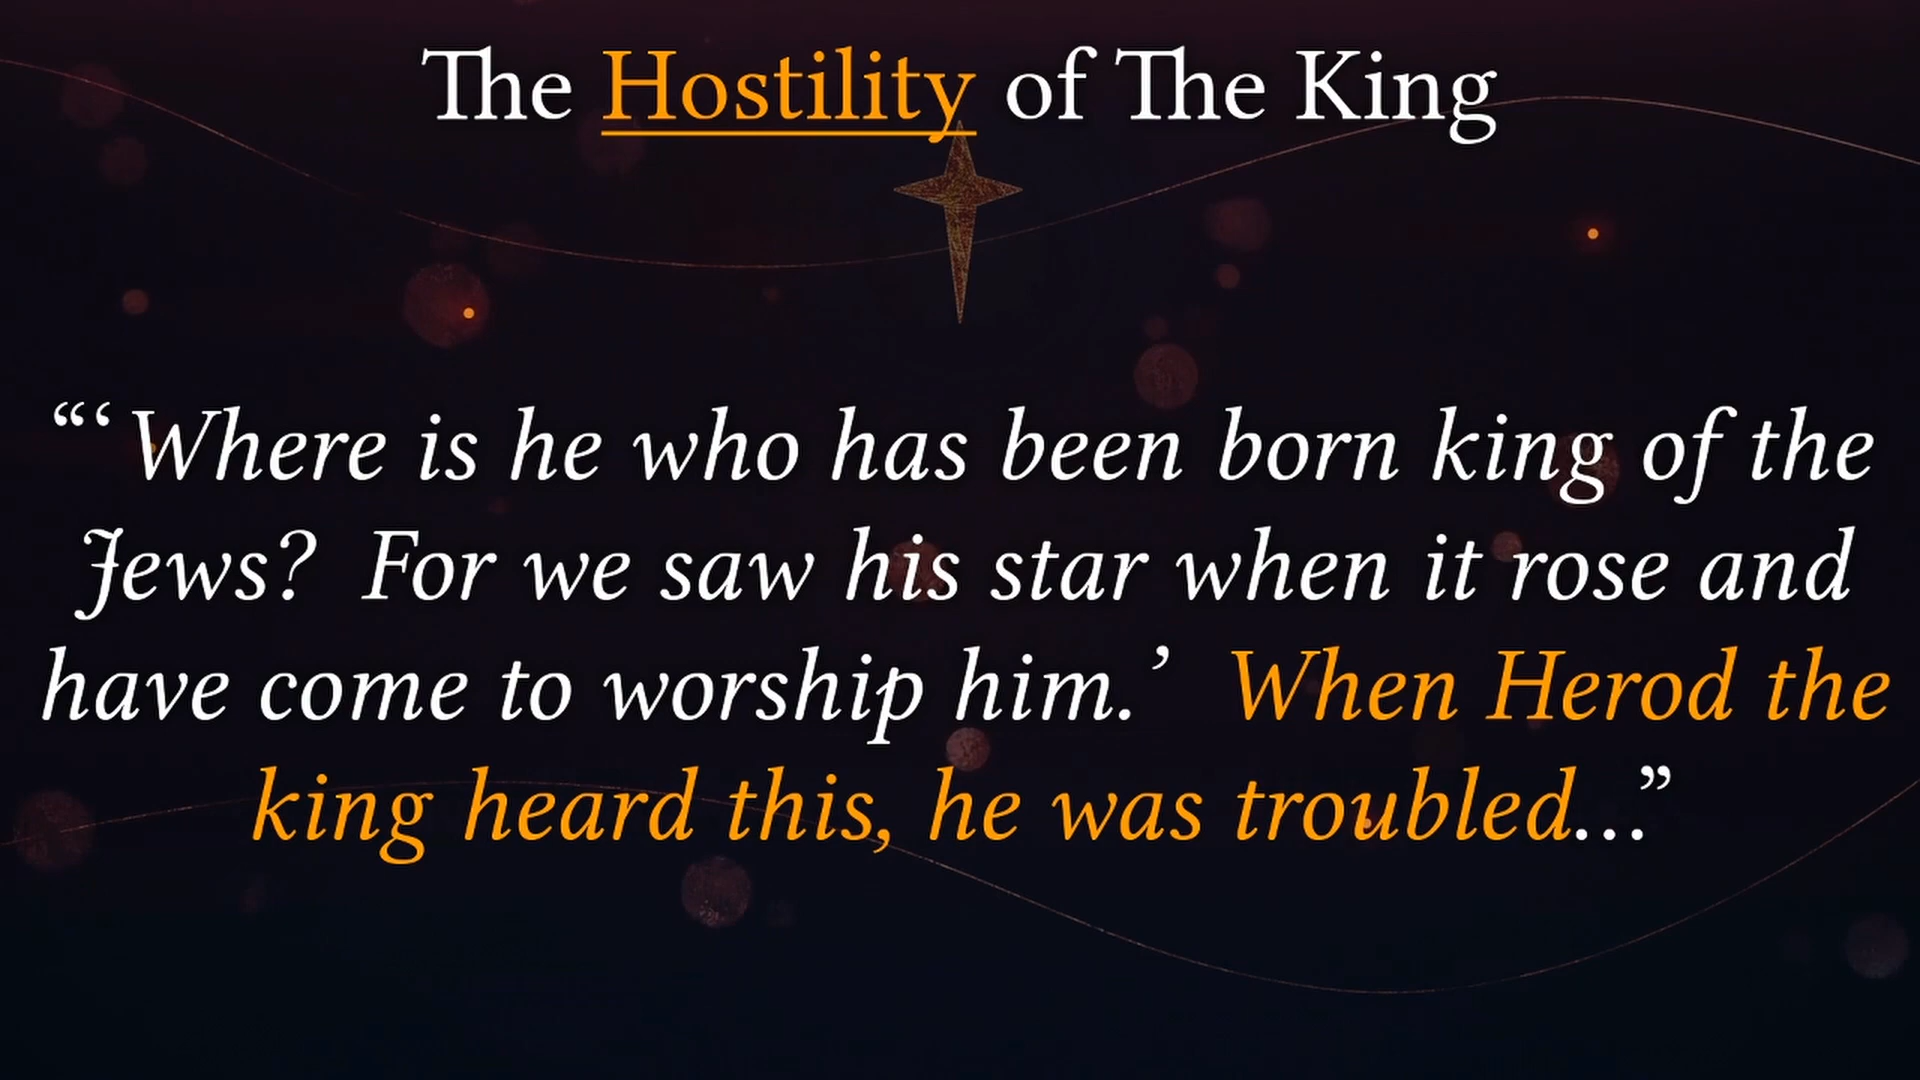 The Hostility of The King
“‘Where is he who has been born king of the
Jews?  For we saw his star when it rose and
have come to worship him.’  When Herod the
king heard this, he was troubled…”